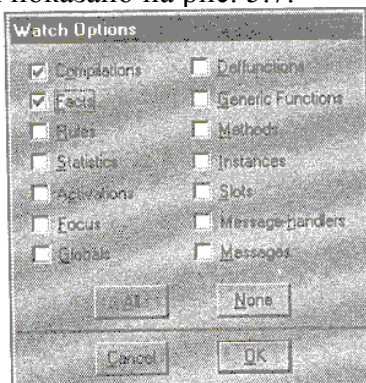 показано на рис. 3.7.
Watch Options
Compilations
Facts
Rules
Statistics
Activations
Focus
Globals
Deffunctions
Generic Functions
Methods
Instances
Slots
Message-handlers
Messages
All
None
Cancel
OK